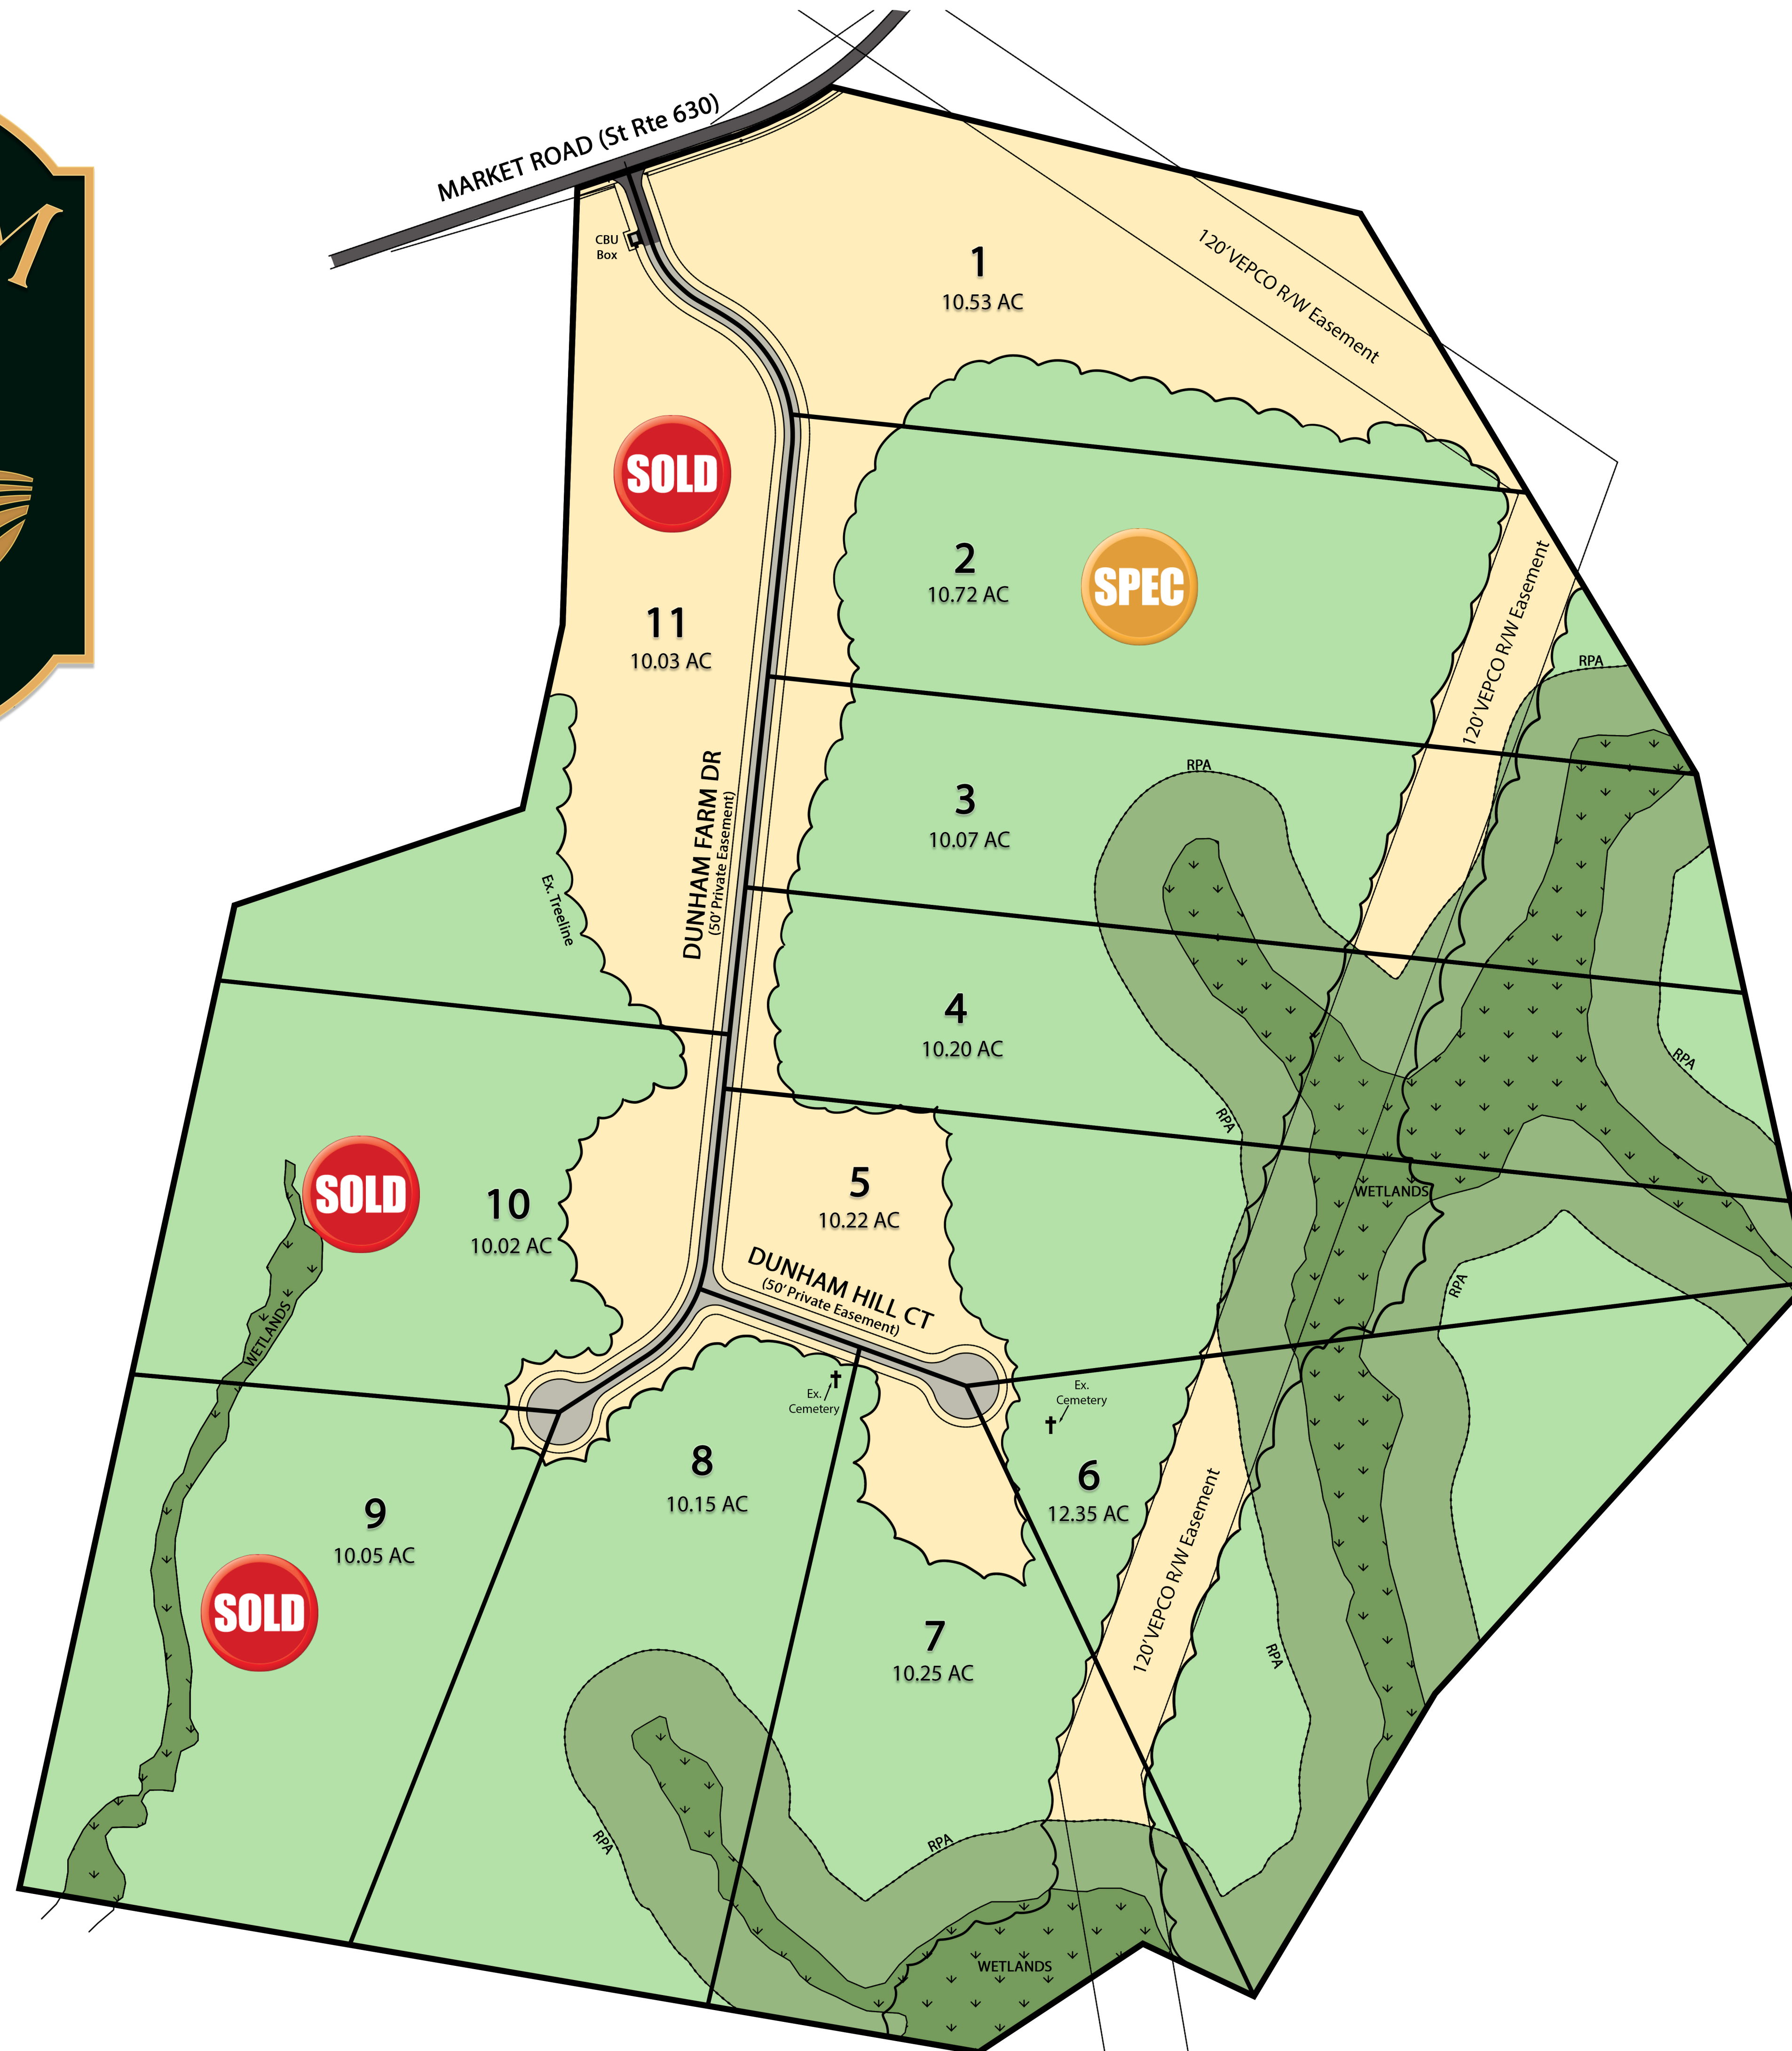 M
MARKET ROAD (St Rte 630)
CBU
Box
1
10.53 AC
120' VEPCO R/W Easement
SOLD
2
10.72 AC
SPEC
120' VEPCO R/W Easement
11
10.03 AC
RPA
DUNHAM FARM DR
(50' Private Easement)
RPA
3
10.07 AC
Ex. Treeline
4
10.20 AC
RPA
RPA
SOLD
10
10.02 AC
5
10.22 AC
WETLANDS
DUNHAM HILL CT
(50' Private Easement)
RPA
WETLANDS
Ex.
Cemetery
Ex.
Cemetery
8
10.15 AC
6
12.35 AC
9
10.05 AC
120' VEPCO R/W Easement
SOLD
7
10.25 AC
RPA
RPA
RPA
WETLANDS